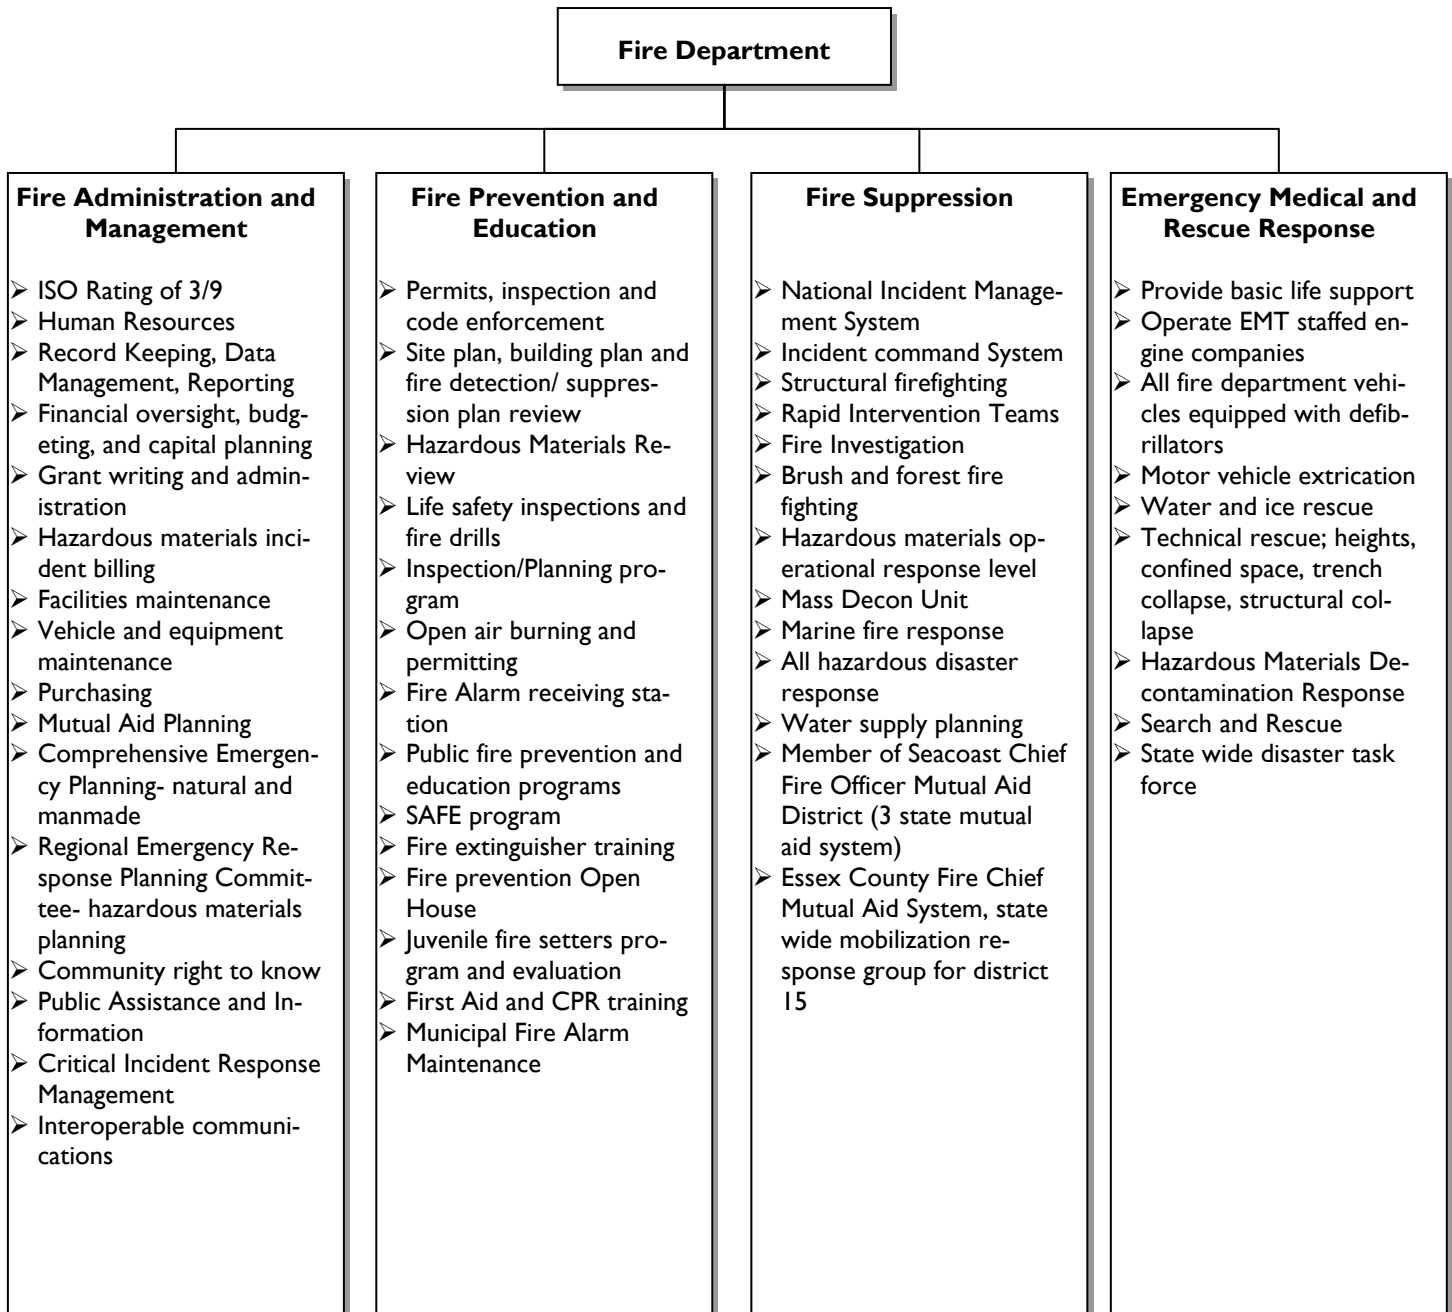 Fire Department
Fire Administration and
Management
➢ ISO Rating of 3/9
➢ Human Resources
➢ Record Keeping, Data
Management, Reporting
➢ Financial oversight, budg-
eting, and capital planning
➢ Grant writing and admin-
istration
➢ Hazardous materials inci-
dent billing
➢ Facilities maintenance
➢ Vehicle and equipment
maintenance
➢ Purchasing
➢ Mutual Aid Planning
➢ Comprehensive Emergen-
cy Planning- natural and
manmade
➢ Regional Emergency Re-
sponse Planning Commit-
tee- hazardous materials
planning
➢ Community right to know
➢ Public Assistance and In-
formation
➢ Critical Incident Response
Management
➢ Interoperable communi-
cations
Fire Prevention and
Education
➢ Permits, inspection and
code enforcement
➢ Site plan, building plan and
fire detection/ suppres-
sion plan review
➢ Hazardous Materials Re-
view
➢ Life safety inspections and
fire drills
➢ Inspection/Planning pro-
gram
➢ Open air burning and
permitting
➢ Fire Alarm receiving sta-
tion
➢ Public fire prevention and
education programs
➢ SAFE program
➢ Fire extinguisher training
➢ Fire prevention Open
House
➢ Juvenile fire setters pro-
gram and evaluation
➢ First Aid and CPR training
➢ Municipal Fire Alarm
Maintenance
Fire Suppression
➢ National Incident Manage-
ment System
➢ Incident command System
➢ Structural firefighting
➢ Rapid Intervention Teams
➢ Fire Investigation
➢ Brush and forest fire
fighting
➢ Hazardous materials op-
erational response level
➢ Mass Decon Unit
➢ Marine fire response
➢ All hazardous disaster
response
➢ Water supply planning
➢ Member of Seacoast Chief
Fire Officer Mutual Aid
District (3 state mutual
aid system)
➢ Essex County Fire Chief
Mutual Aid System, state
wide mobilization re-
sponse group for district
15
Emergency Medical and
Rescue Response
➢ Provide basic life support
➢ Operate EMT staffed en-
gine companies
➢ All fire department vehi-
cles equipped with defib-
rillators
➢ Motor vehicle extrication
➢ Water and ice rescue
➢ Technical rescue; heights,
confined space, trench
collapse, structural col-
lapse
➢ Hazardous Materials De-
contamination Response
➢ Search and Rescue
➢ State wide disaster task
force